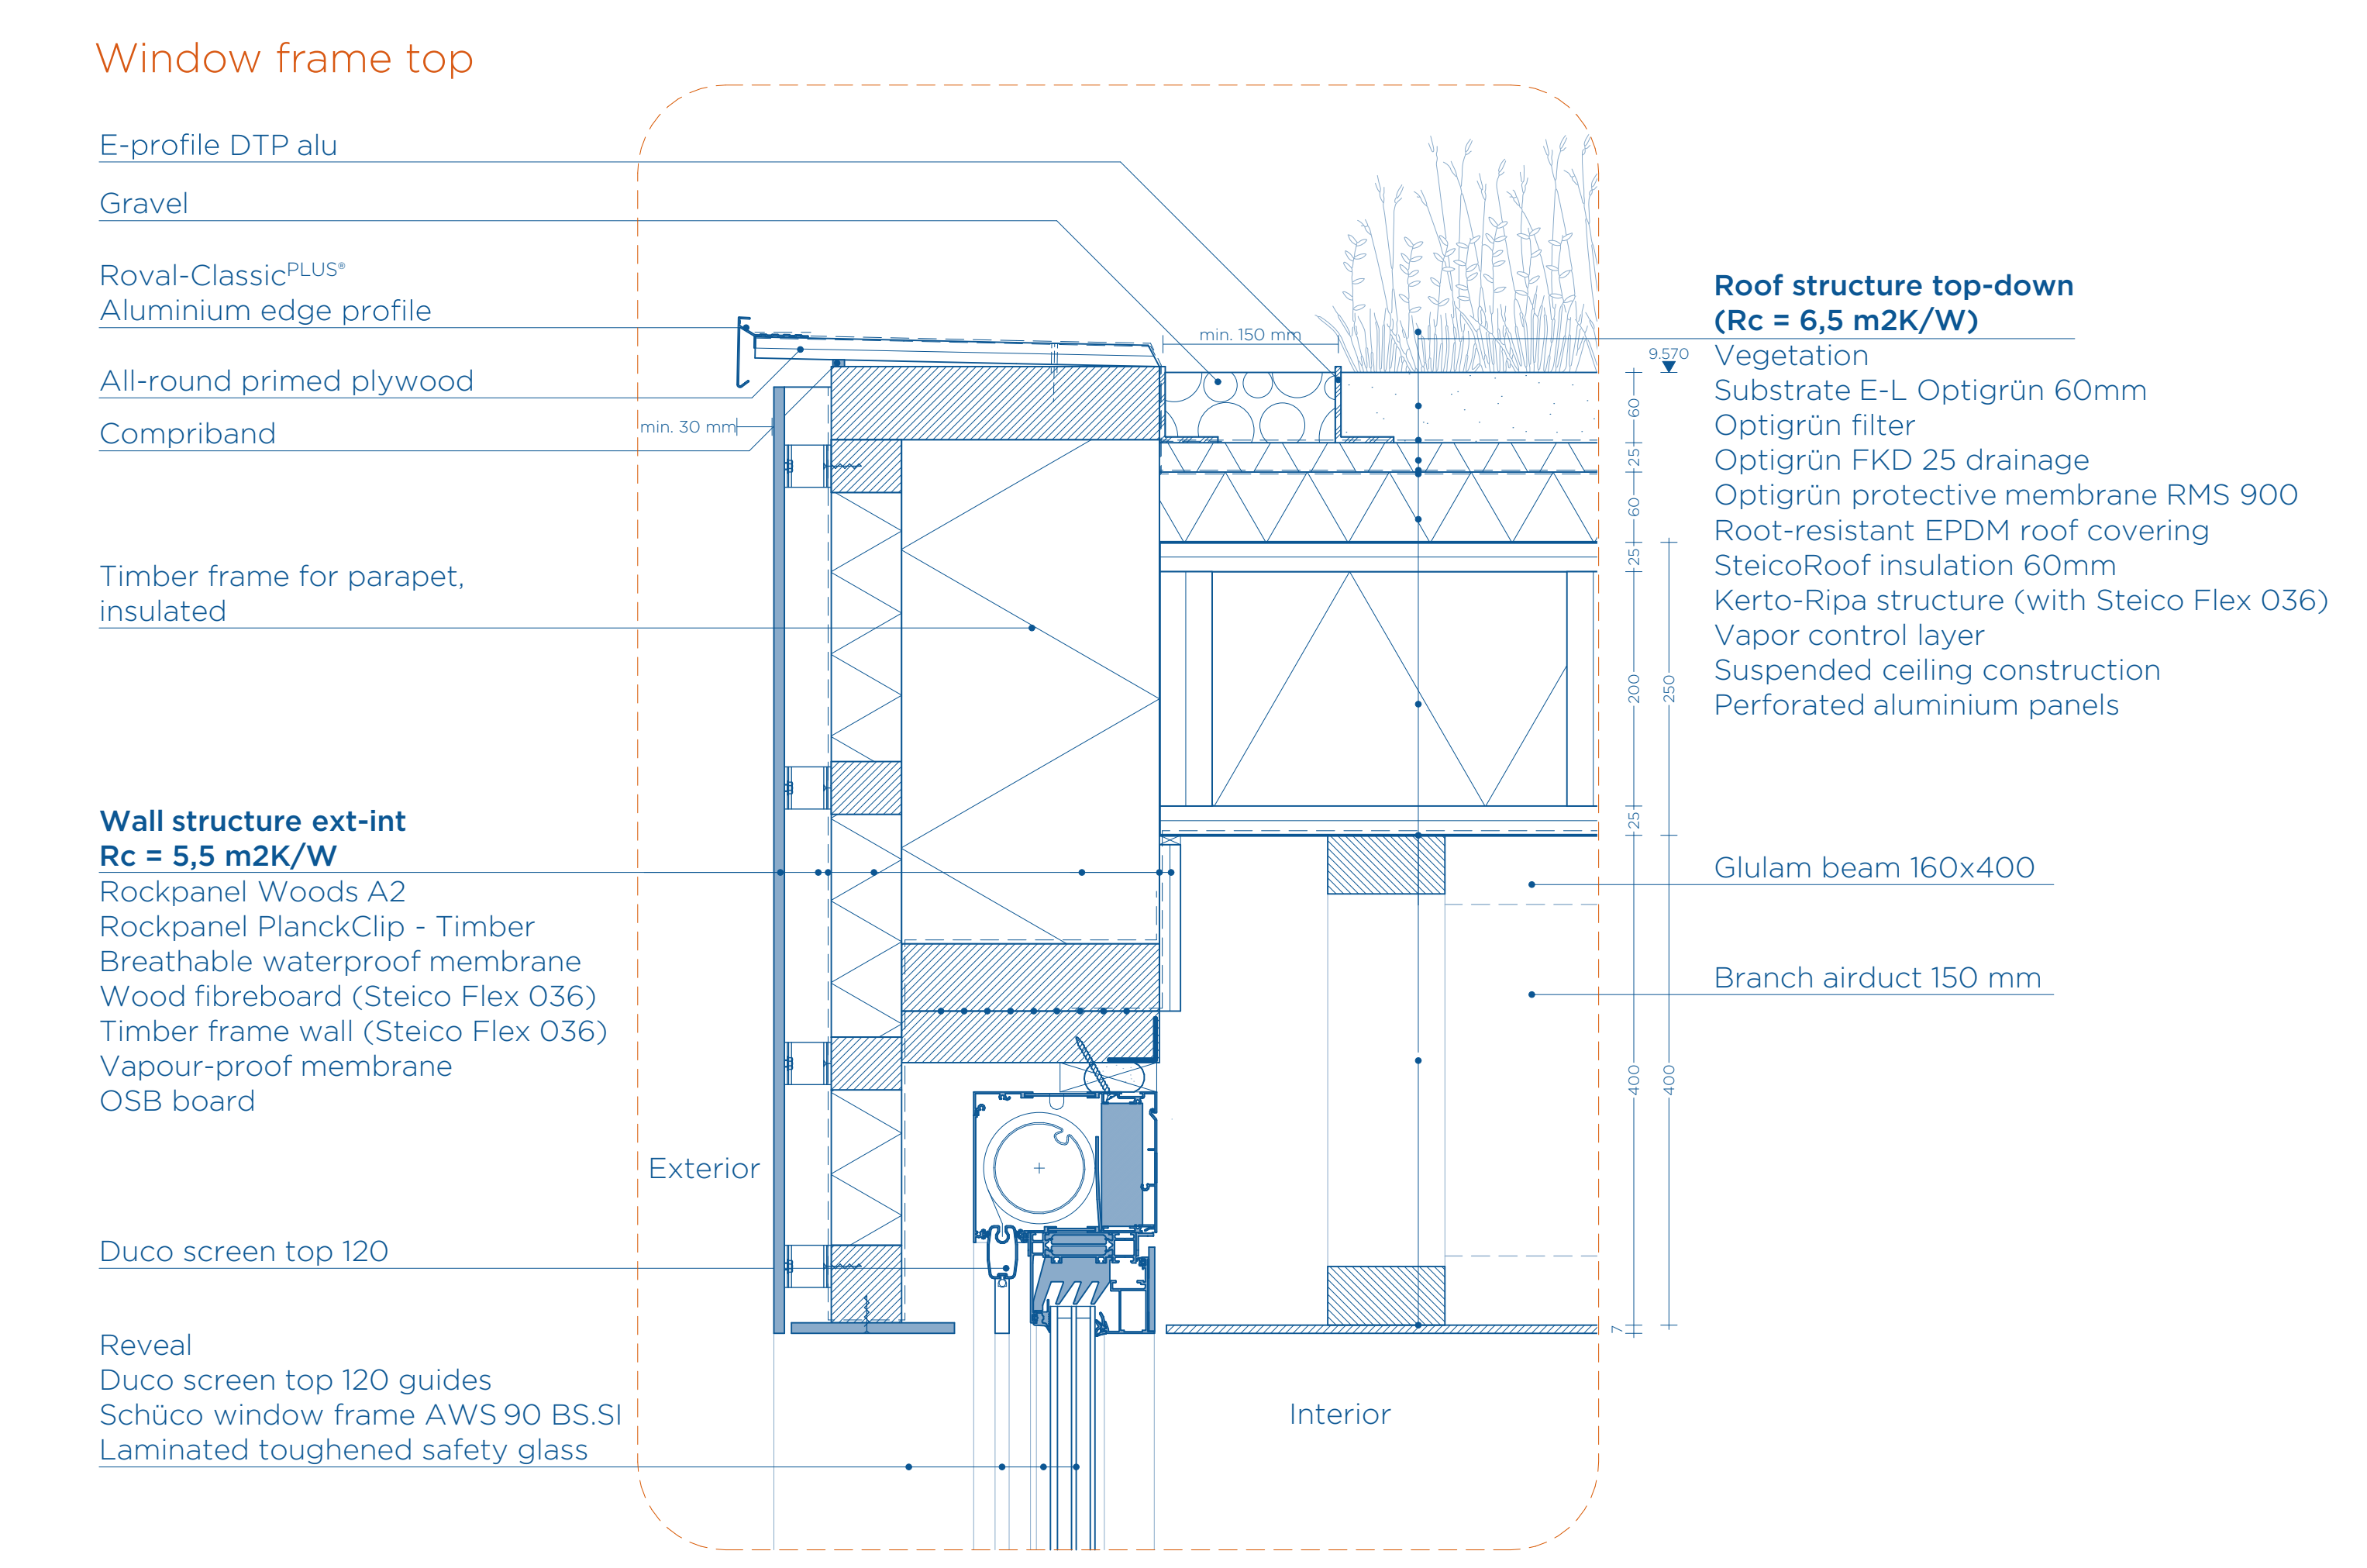 Window frame top
E-profile DTP alu
Gravel
Roval-ClassicPLUS®
Aluminium edge profile
All-round primed plywood
Compriband
Timber frame for parapet,
insulated
Wall structure ext-int
Rc = 5,5 m2K/W
Rockpanel Woods A2
Rockpanel PlanckClip - Timber
Breathable waterproof membrane
Wood fibreboard (Steico Flex 036)
Timber frame wall (Steico Flex 036)
Vapour-proof membrane
OSB board
Duco screen top 120
Reveal
Duco screen top 120 guides
Schüco window frame AWS 90 BS.SI
Laminated toughened safety glass
min. 30 mm
min. 150 mm
Exterior
Interior
9.570
60
25
60
25
200
25
400
7
250
400
Roof structure top-down
(Rc = 6,5 m2K/W)
Vegetation
Substrate E-L Optigrün 60mm
Optigrün filter
Optigrün FKD 25 drainage
Optigrün protective membrane RMS 900
Root-resistant EPDM roof covering
SteicoRoof insulation 60mm
Kerto-Ripa structure (with Steico Flex 036)
Vapor control layer
Suspended ceiling construction
Perforated aluminium panels
Glulam beam 160x400
Branch airduct 150 mm